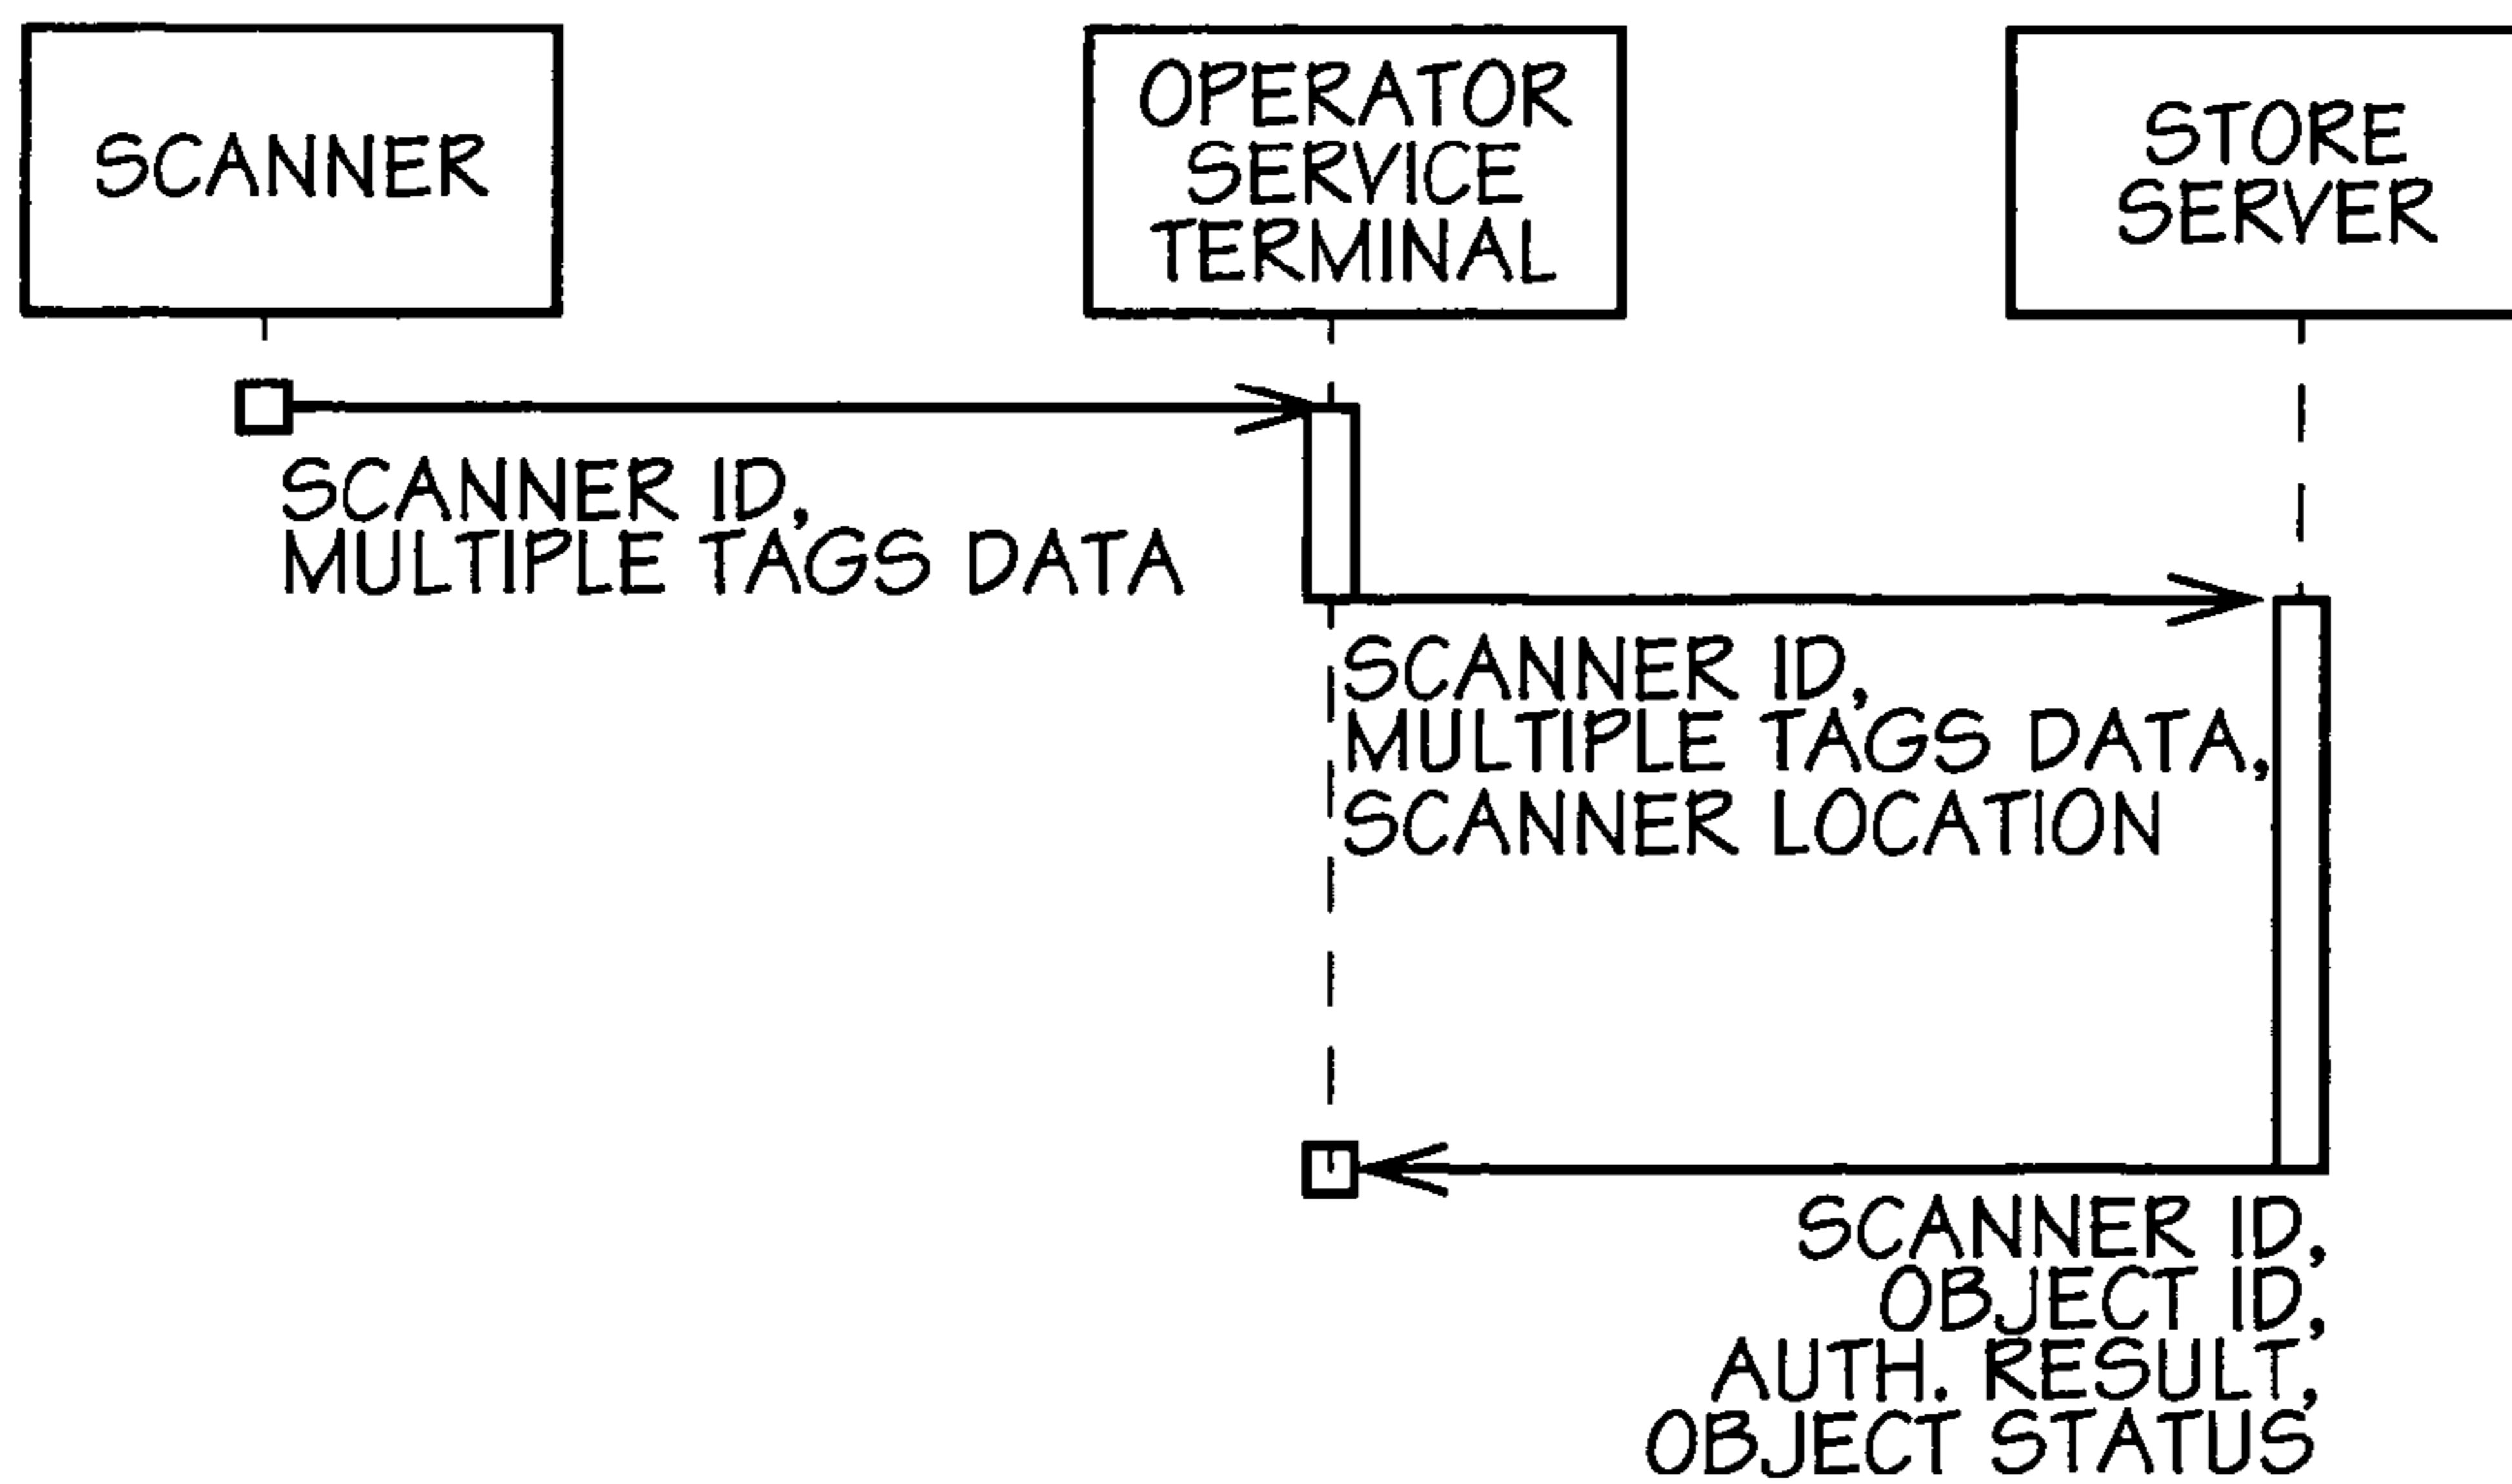 SCANNER
OPERATOR
SERVICE
TERMINAL
STORE
SERVER
SCANNER ID,
MULTIPLE TAGS DATA
SCANNER ID,
MULTIPLE TAGS DATA,
SCANNER LOCATION
SCANNER ID,
OBJECT ID,
AUTH. RESULT,
OBJECT STATUS